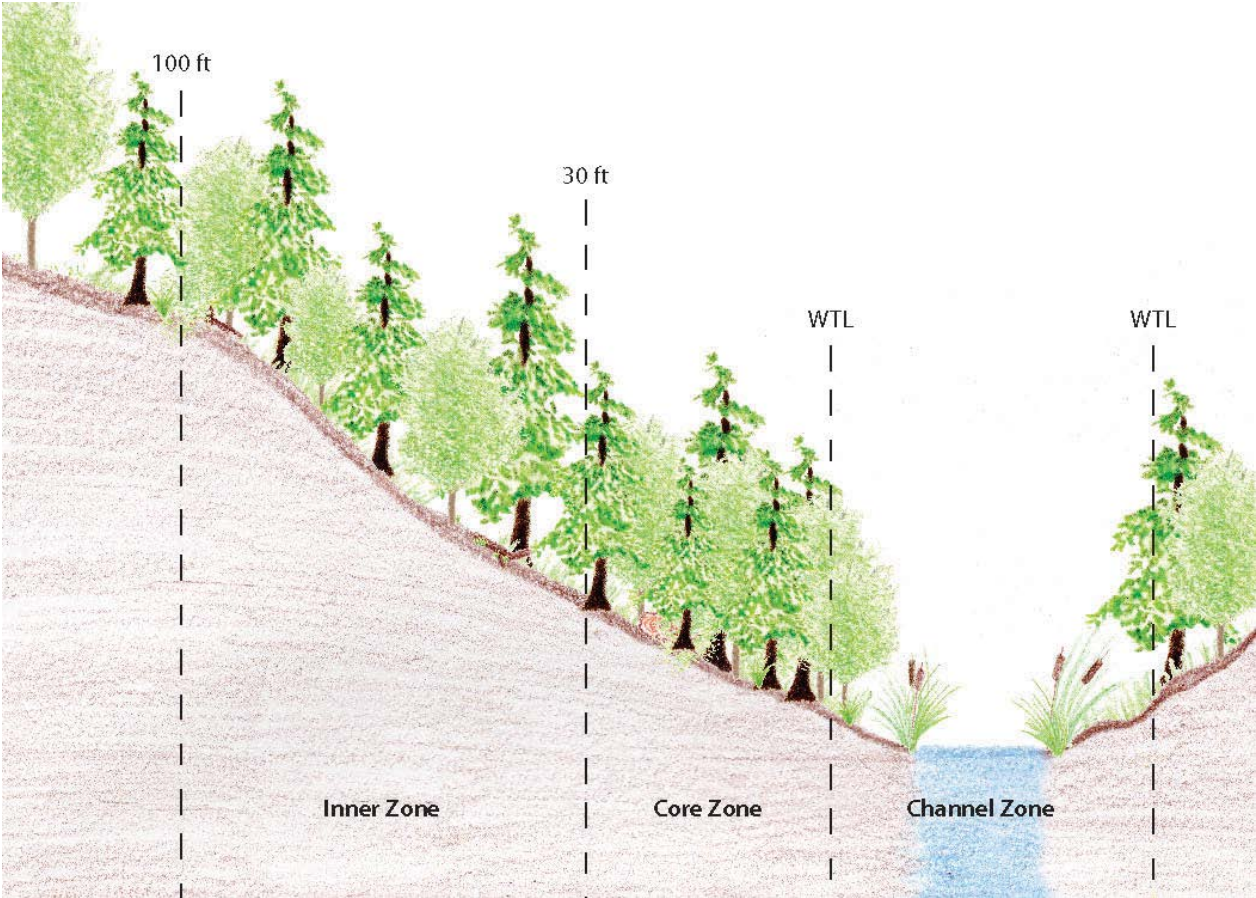 100 ft
30 ft
WTL
WTL
Inner Zone
Core Zone
Channel Zone